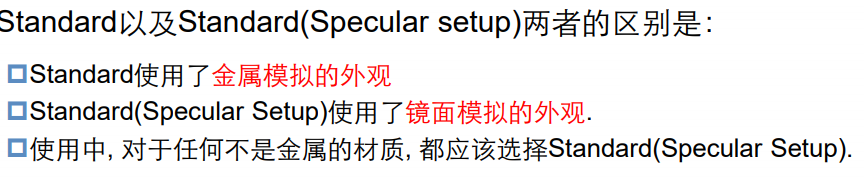 Standard以及Standard(Specular setup)两者的区别是：
Standard使用了金属模拟的外观
Standard(Specular Setup)使用了镜面模拟的外观.
使用中, 对于任何不是金属的材质, 都应该选择Standard(Specular Setup).